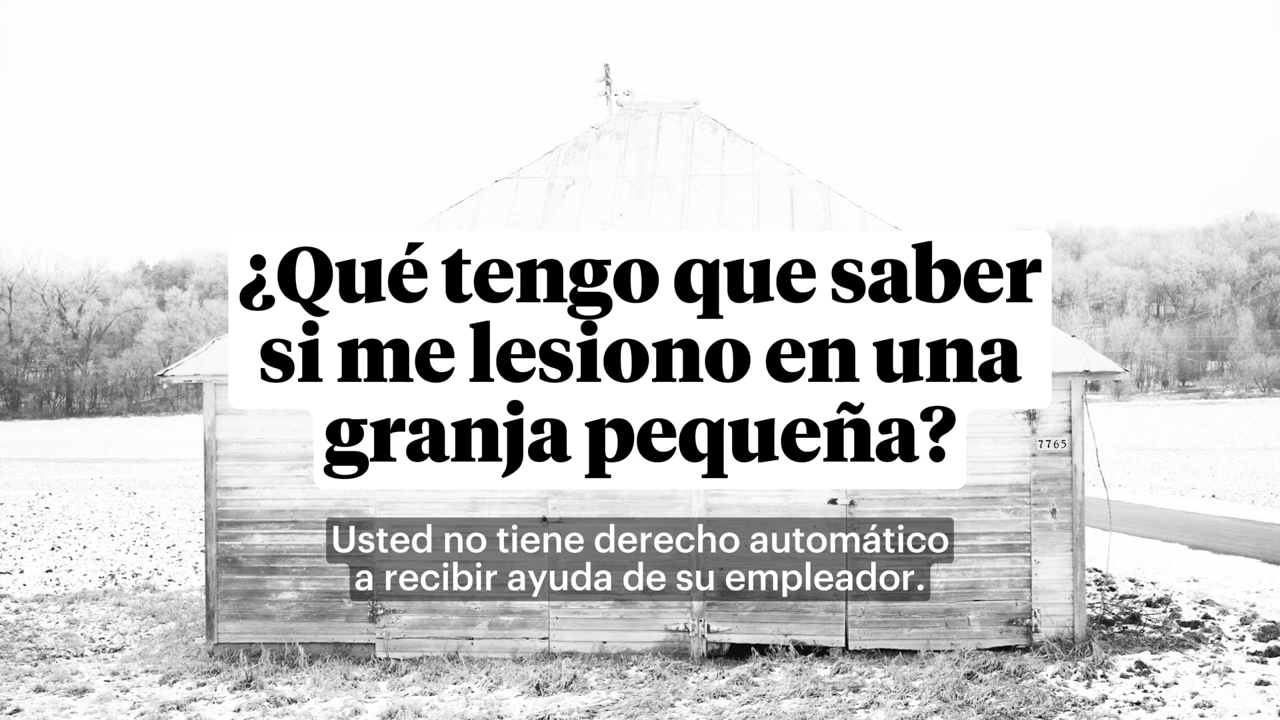 ¿Qué tengo que saber
si me lesiono en una
granja pequeña?
7765
Usted no tiene derecho automático
a recibir ayuda de su empleador.